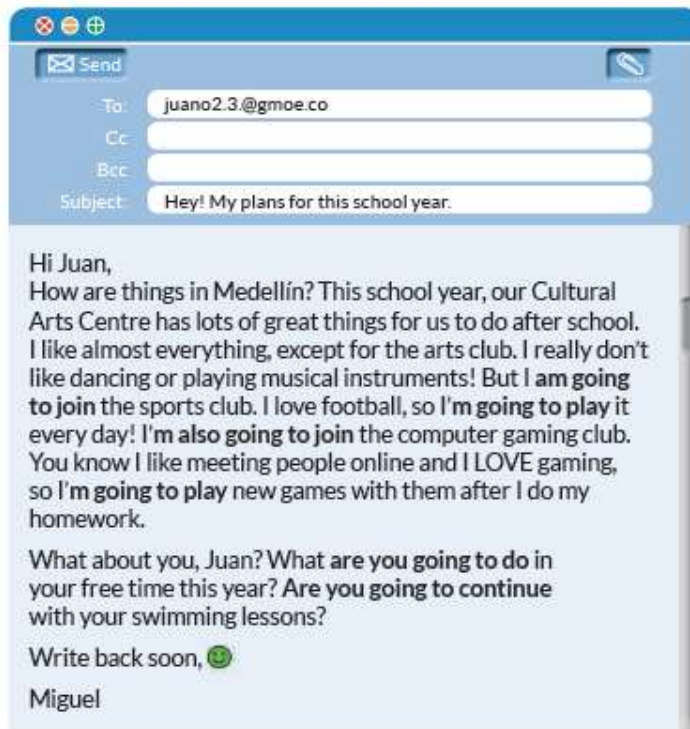 Send
To: juano2.3.@gmoe.co
Cc
Bcc
Subject: Hey! My plans for this school year.
Hi Juan,
How are things in Medellín? This school year, our Cultural
Arts Centre has lots of great things for us to do after school.
I like almost everything, except for the arts club. I really don't
like dancing or playing musical instruments! But I am going
to join the sports club. I love football, so I'm going to play it
every day! I'm also going to join the computer gaming club.
You know I like meeting people online and I LOVE gaming,
so I'm going to play new games with them after I do my
homework.
What about you, Juan? What are you going to do in
your free time this year? Are you going to continue
with your swimming lessons?
Write back soon,
Miguel